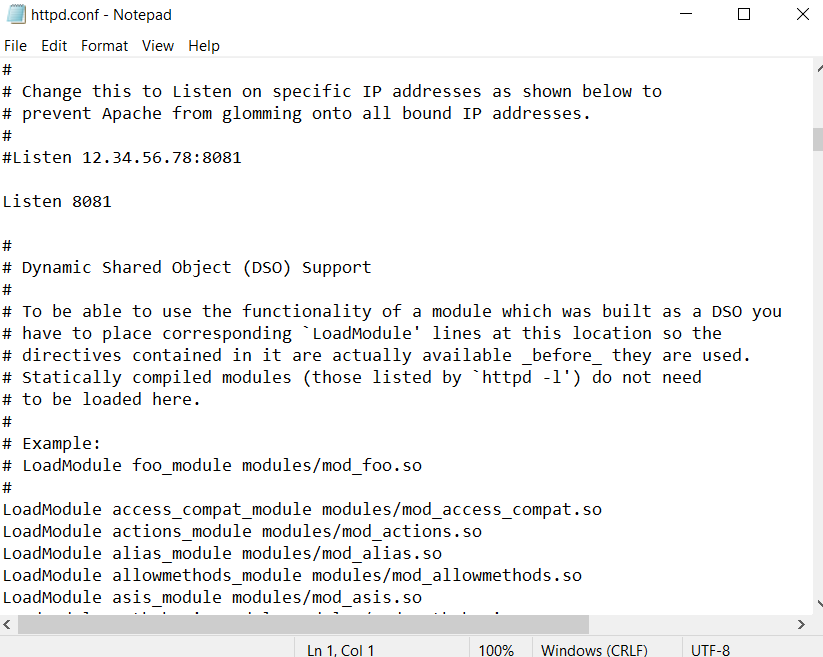 httpd.conf - Notepad
File Edit Format View Help
#
# Change this to Listen on specific IP addresses as shown below to
# prevent Apache from glomming onto all bound IP addresses.
#
#Listen 12.34.56.78:8081
Listen 8081
#
# Dynamic Shared Object (DSO) Support
#
# To be able to use the functionality of a module which was built as a DSO you
# have to place corresponding `LoadModule' lines at this location so the
# directives contained in it are actually available _before_ they are used.
# Statically compiled modules (those listed by `httpd -l') do not need
# to be loaded here.
#
# Example:
# LoadModule foo_module modules/mod_foo.so
#
LoadModule access_compat_module modules/mod_access_compat.so
LoadModule actions_module modules/mod_actions.so
LoadModule alias_module modules/mod_alias.so
LoadModule allowmethods_module modules/mod_allowmethods.so
LoadModule asis_module modules/mod_asis.so
Ln 1, Col 1 100% Windows (CRLF) UTF-8